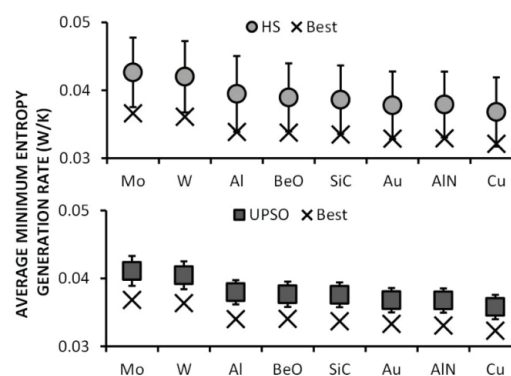 AVERAGE MINIMUM ENTROPY
GENERATION RATE (W/K)
0.05
HS Best
0.04
0.03
Mo W Al BeO SiC Au AlN Cu
0.05
UPSO Best
0.04
0.03
Mo W Al BeO SiC Au AlN Cu